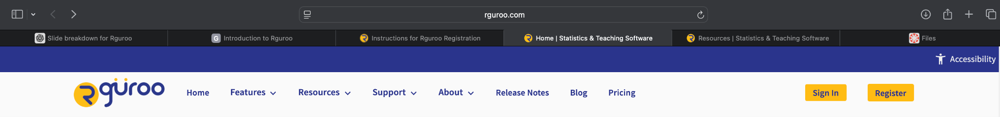 rguroo.com
Slide breakdown for Rguroo
G Introduction to Rguroo
Instructions for Rguroo Registration
Home | Statistics & Teaching Software
Resources | Statistics & Teaching Software
Files
Accessibility
R güroo Home Features Resources Support About Release Notes Blog Pricing Sign In Register